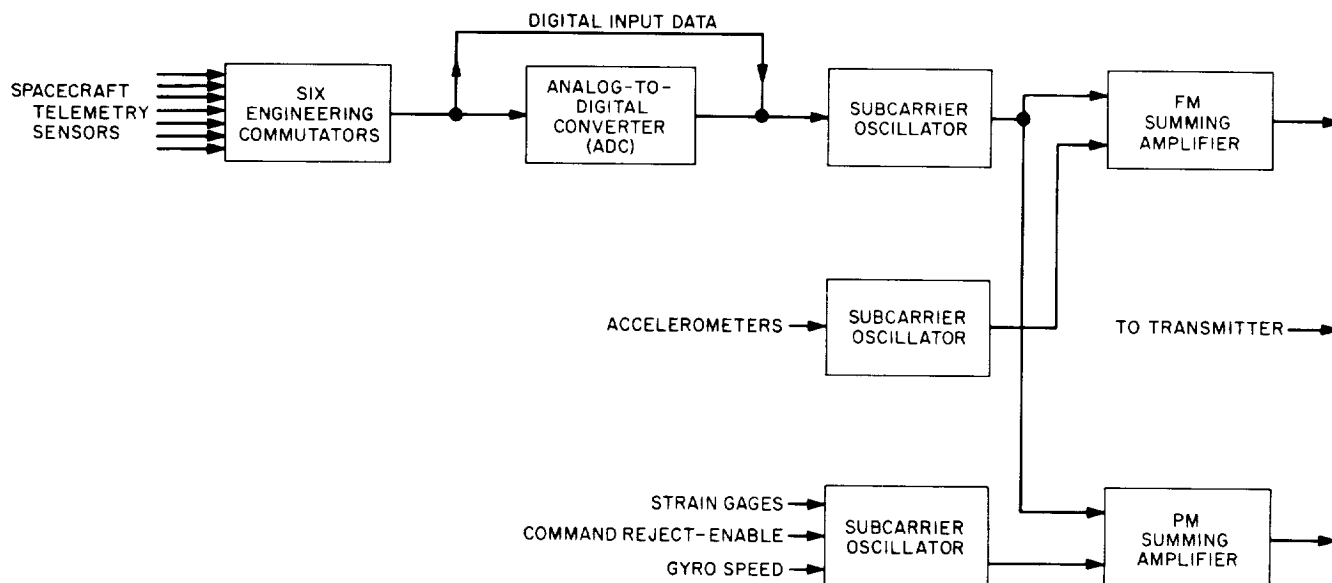 DIGITAL INPUT DATA
SPACECRAFT
TELEMETRY
SENSORS
SIX
ENGINEERING
COMMUTATORS
ANALOG-TO-
DIGITAL
CONVERTER
(ADC)
SUBCARRIER
OSCILLATOR
FM
SUMMING
AMPLIFIER
ACCELEROMETERS
SUBCARRIER
OSCILLATOR
TO TRANSMITTER
STRAIN GAGES
COMMAND REJECT-ENABLE
GYRO SPEED
SUBCARRIER
OSCILLATOR
PM
SUMMING
AMPLIFIER